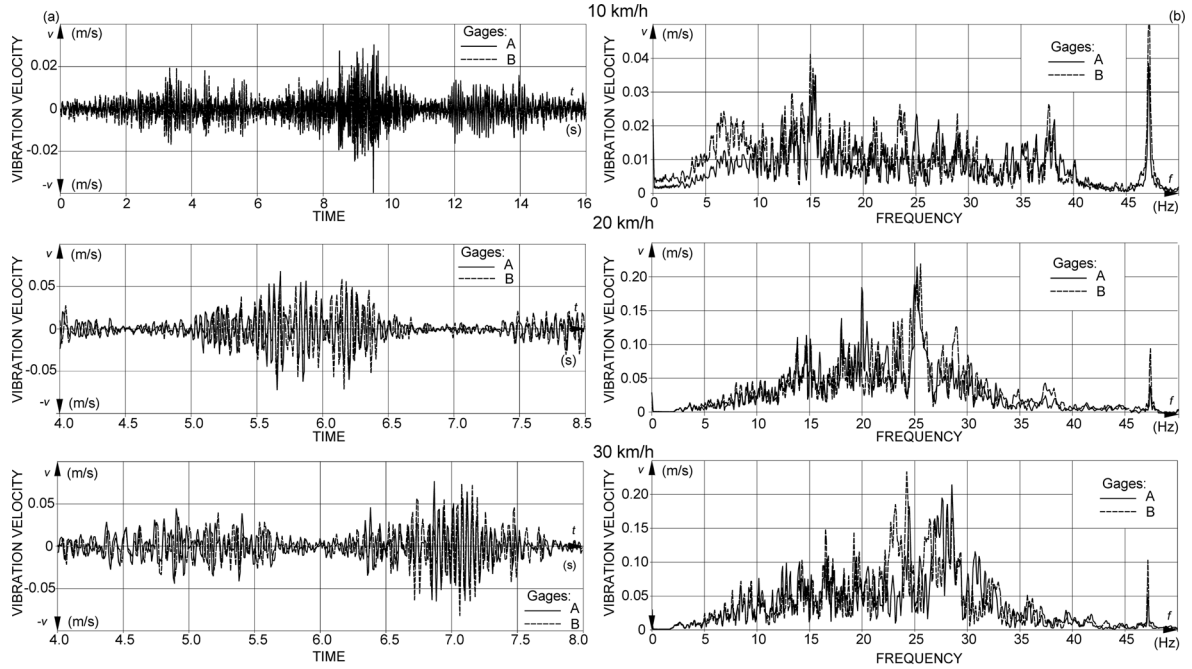 (a)
10 km/h
(b)
v (m/s)
Gages:
A
B
VIBRATION VELOCITY
0.02
0
-0.02
-v (m/s)
t
(s)
0 2 4 6 8 10 12 14 16
TIME
v (m/s)
Gages:
A
B
VIBRATION VELOCITY
0.04
0.03
0.02
0.01
0
f
(Hz)
0 5 10 15 20 25 30 35 40 45
FREQUENCY
20 km/h
v (m/s)
Gages:
A
B
VIBRATION VELOCITY
0.05
0
-0.05
-v (m/s)
t
(s)
4.0 4.5 5.0 5.5 6.0 6.5 7.0 7.5 8.0 8.5
TIME
v (m/s)
Gages:
A
B
VIBRATION VELOCITY
0.20
0.15
0.10
0.05
0
f
(Hz)
0 5 10 15 20 25 30 35 40 45
FREQUENCY
30 km/h
v (m/s)
VIBRATION VELOCITY
0.05
0
-0.05
-v (m/s)
t
(s)
Gages:
A
B
4.0 4.5 5.0 5.5 6.0 6.5 7.0 7.5 8.0
TIME
v (m/s)
Gages:
A
B
VIBRATION VELOCITY
0.20
0.15
0.10
0.05
0
f
(Hz)
0 5 10 15 20 25 30 35 40 45
FREQUENCY